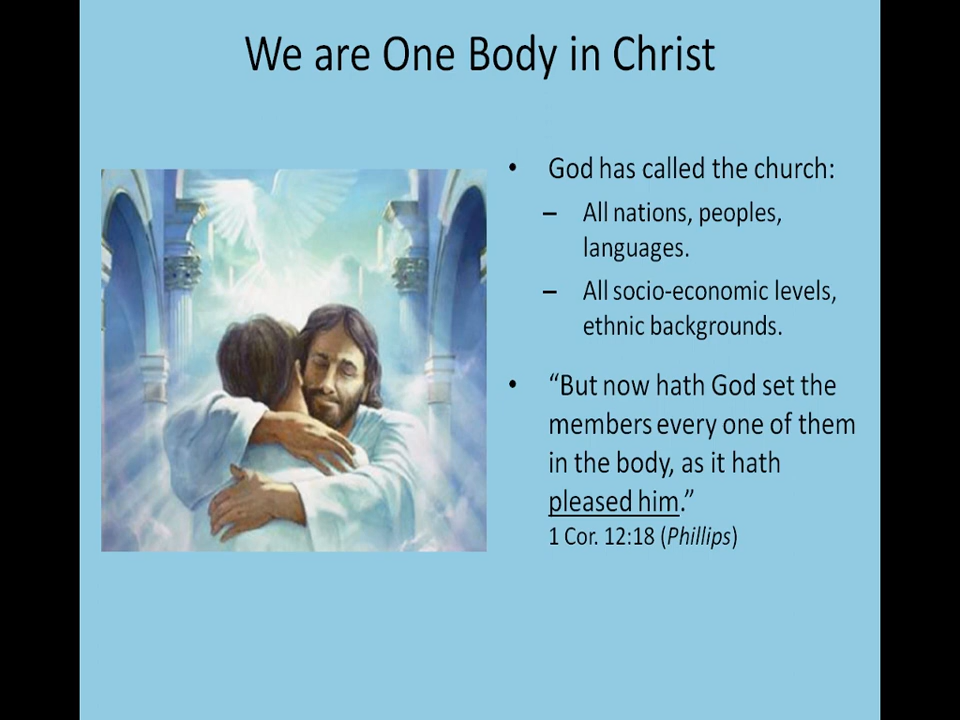 We are One Body in Christ
• God has called the church:
– All nations, peoples,
languages.
– All socio-economic levels,
ethnic backgrounds.
• “But now hath God set the
members every one of them
in the body, as it hath
pleased him.”
1 Cor. 12:18 (Phillips)